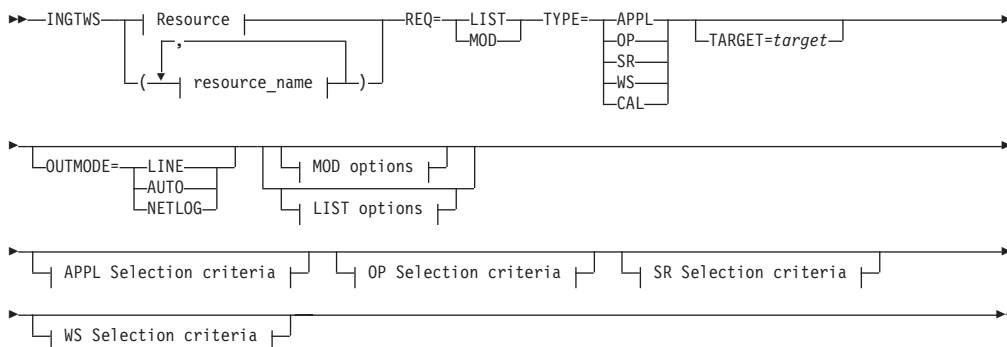 INGTWS Resource REQ= LIST TYPE= APPL
, MOD OP TARGET=target
( resource_name ) SR
WS
CAL
OUTMODE= LINE MOD options
AUTO
NETLOG LIST options
APPL Selection criteria OP Selection criteria SR Selection criteria
WS Selection criteria